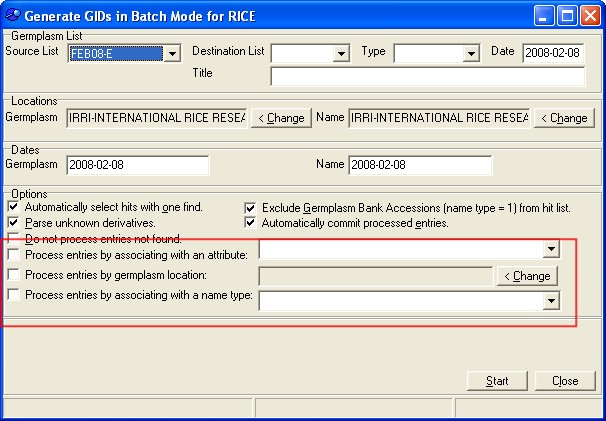 Generate GIDs in Batch Mode for RICE
Germplasm List
Source List FEB08-E Destination List Type Date 2008-02-08
Title
Locations
Germplasm IRRI-INTERNATIONAL RICE RESEA < Change Name IRRI-INTERNATIONAL RICE RESEA < Change
Dates
Germplasm 2008-02-08 Name 2008-02-08
Options
Automatically select hits with one find. Exclude Germplasm Bank Accessions (name type = 1) from hit list.
Parse unknown derivatives. Automatically commit processed entries.
Do not process entries not found.
Process entries by associating with an attribute:
Process entries by germplasm location: < Change
Process entries by associating with a name type:
Start Close